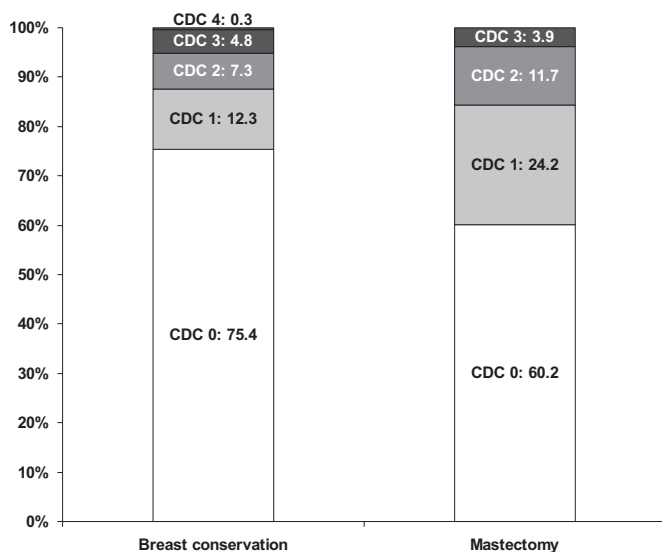 CDC 4: 0.3
100%
CDC 3: 4.8
CDC 3: 3.9
90%
CDC 2: 7.3
CDC 2: 11.7
80%
CDC 1: 12.3
CDC 1: 24.2
70%
60%
50%
40%
CDC 0: 75.4
30%
CDC 0: 60.2
20%
10%
0%
Breast conservation
Mastectomy